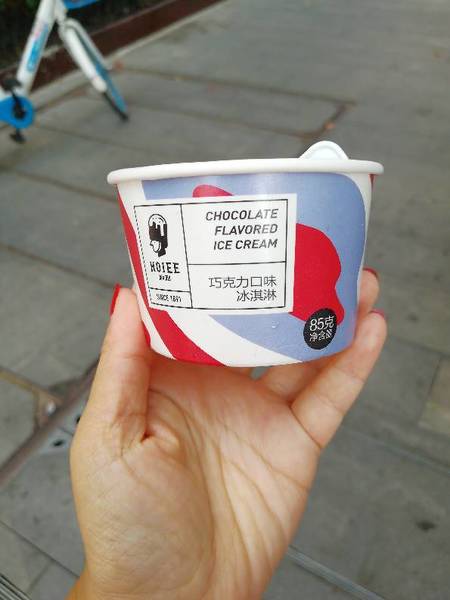 CHOCOLATE
FLAVORED
ICE CREAM
巧克力口味
冰淇淋
SINCE 1891
85克
净含量